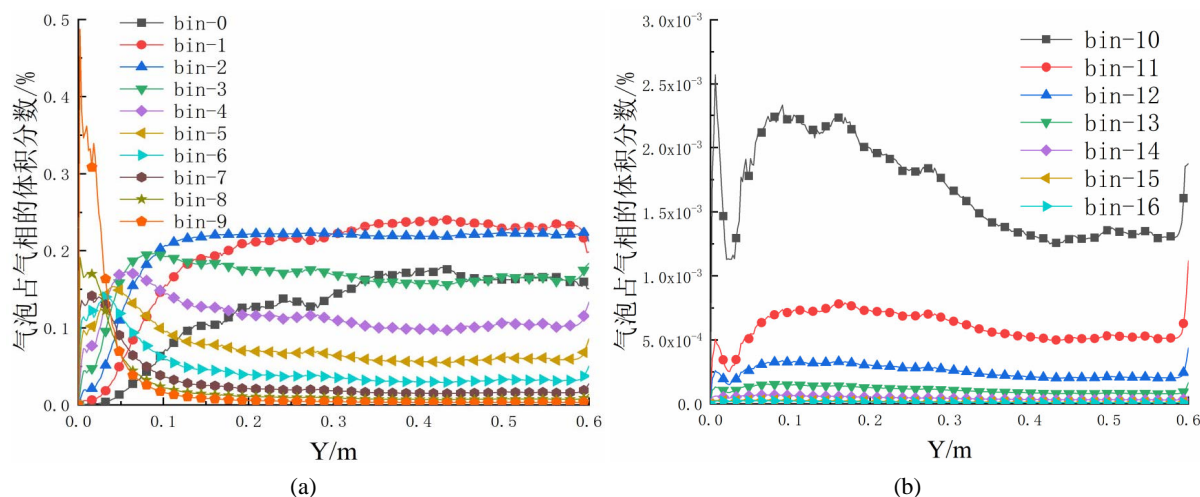 0.5
0.4
0.3
0.2
0.1
0.0
气泡占气相的体积分数/%
bin-0
bin-1
bin-2
bin-3
bin-4
bin-5
bin-6
bin-7
bin-8
bin-9
0.0 0.1 0.2 0.3 0.4 0.5 0.6
Y/m
(a)
3.0x10⁻³
2.5x10⁻³
2.0x10⁻³
1.5x10⁻³
1.0x10⁻³
5.0x10⁻⁴
0.0
气泡占气相的体积分数/%
bin-10
bin-11
bin-12
bin-13
bin-14
bin-15
bin-16
0.0 0.1 0.2 0.3 0.4 0.5 0.6
Y/m
(b)